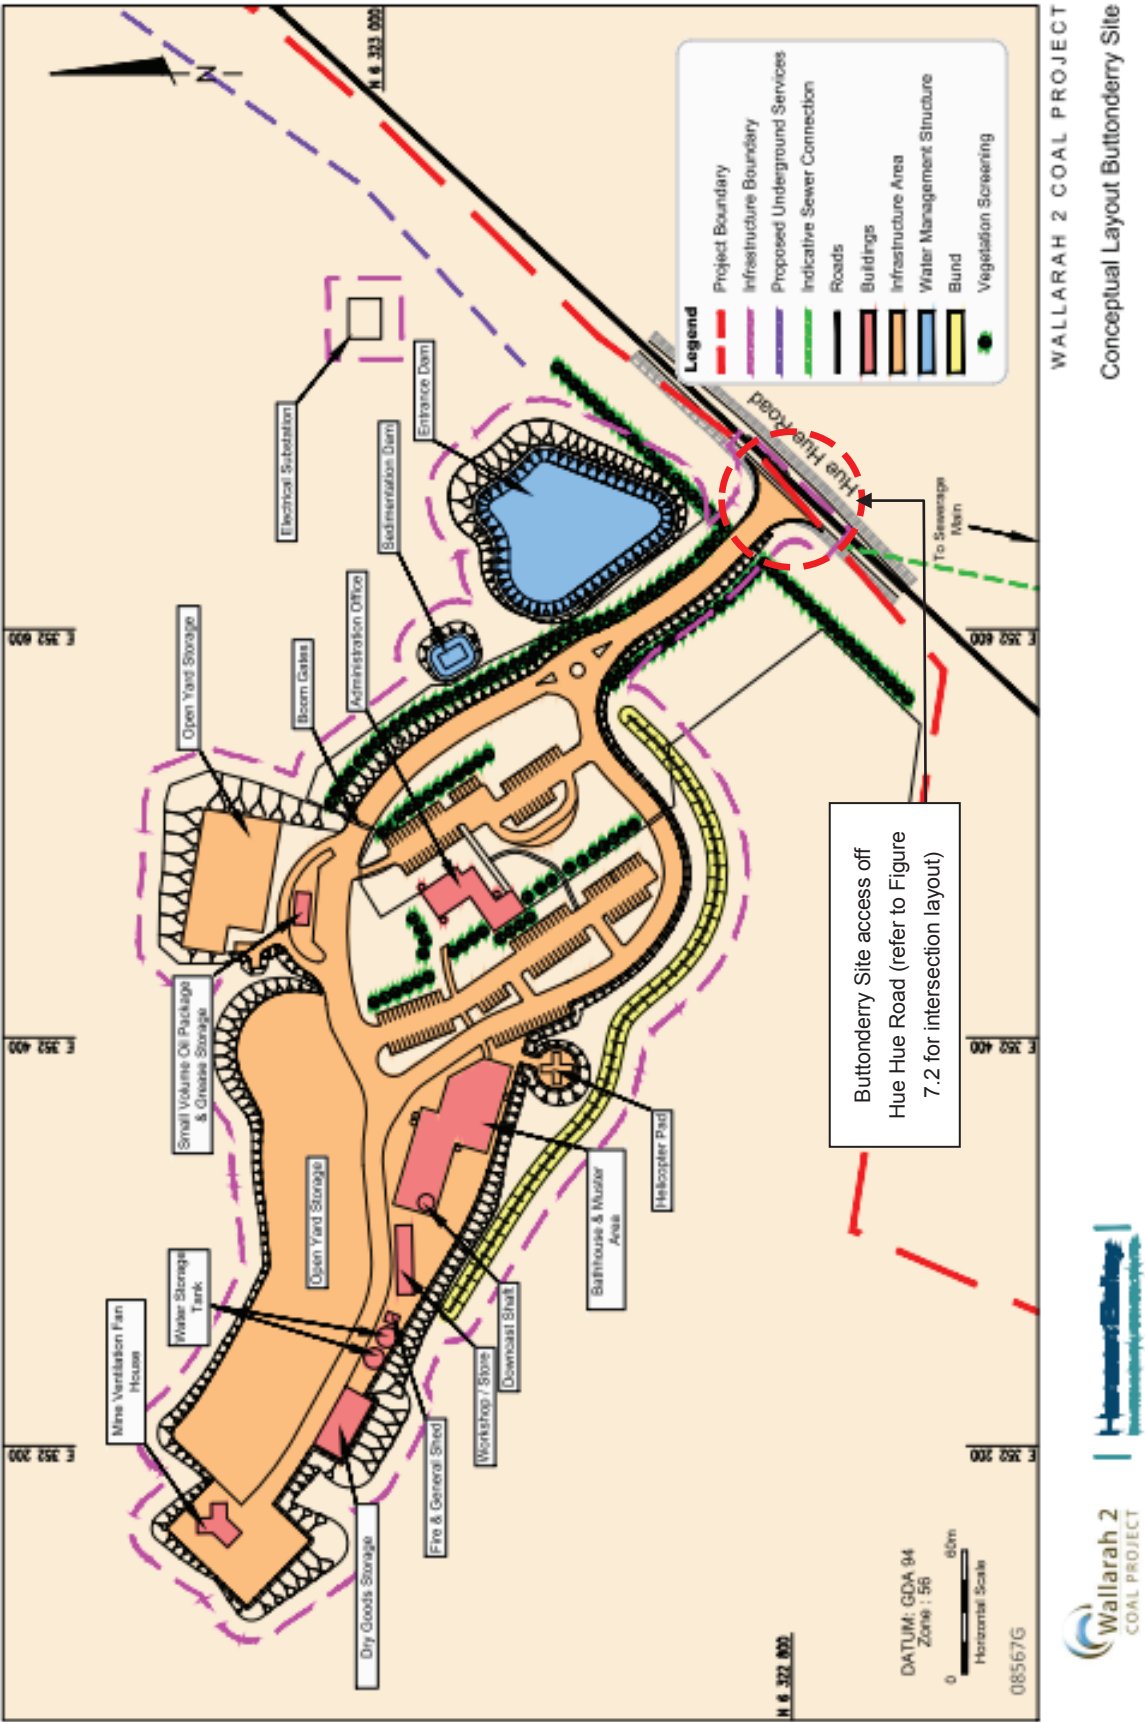 WALLARAH 2 COAL PROJECT
Conceptual Layout Buttonderry Site
N 6 323 000
N
Legend
Project Boundary
Infrastructure Boundary
Proposed Underground Services
Indicative Sewer Connection
Roads
Buildings
Infrastructure Area
Water Management Structure
Bund
Vegetation Screening
Electrical Substation
Entrance Dam
Sedimentation Dam
Administration Office
Boom Gates
Open Yard Storage
Hue Hue Road
To Sewerage
Main
E 352 600
E 352 600
Small Volume Oil Package
& Grease Storage
E 352 400
E 352 400
Open Yard Storage
Water Storage
Tank
Mine Ventilation Fan
House
Helicopter Pad
Bathhouse & Muster
Area
Downcast Shaft
Workshop / Store
Fire & General Shed
Dry Goods Storage
E 352 200
E 352 200
Buttonderry Site access off
Hue Hue Road (refer to Figure
7.2 for intersection layout)
N 6 322 800
DATUM: GDA 94
Zone : 56
0 60m
Horizontal Scale
08567G
Wallarah 2
COAL PROJECT